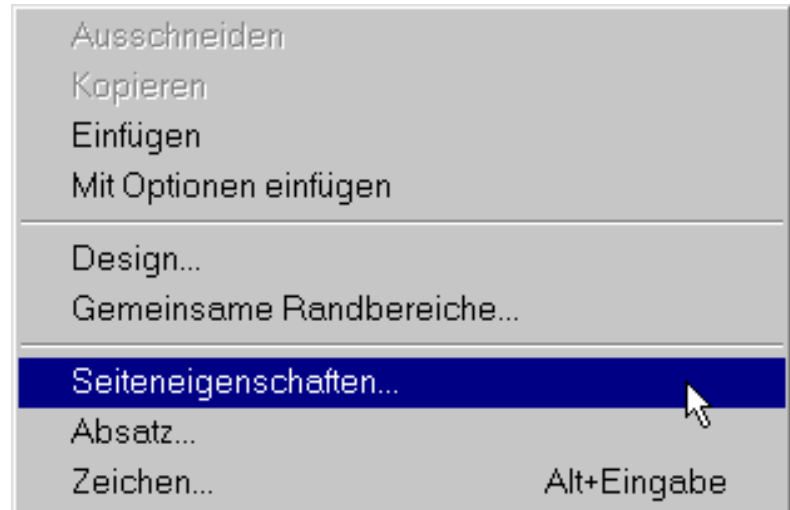 Ausschneiden
Kopieren
Einfügen
Mit Optionen einfügen
Design...
Gemeinsame Randbereiche...
Seiteneigenschaften...
Absatz...
Zeichen... Alt+Eingabe